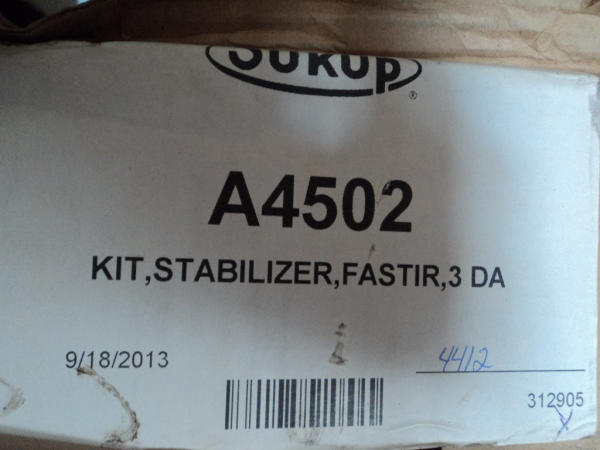 SUKUP®
A4502
KIT,STABILIZER,FASTIR,3 DA
9/18/2013
4412
312905
X